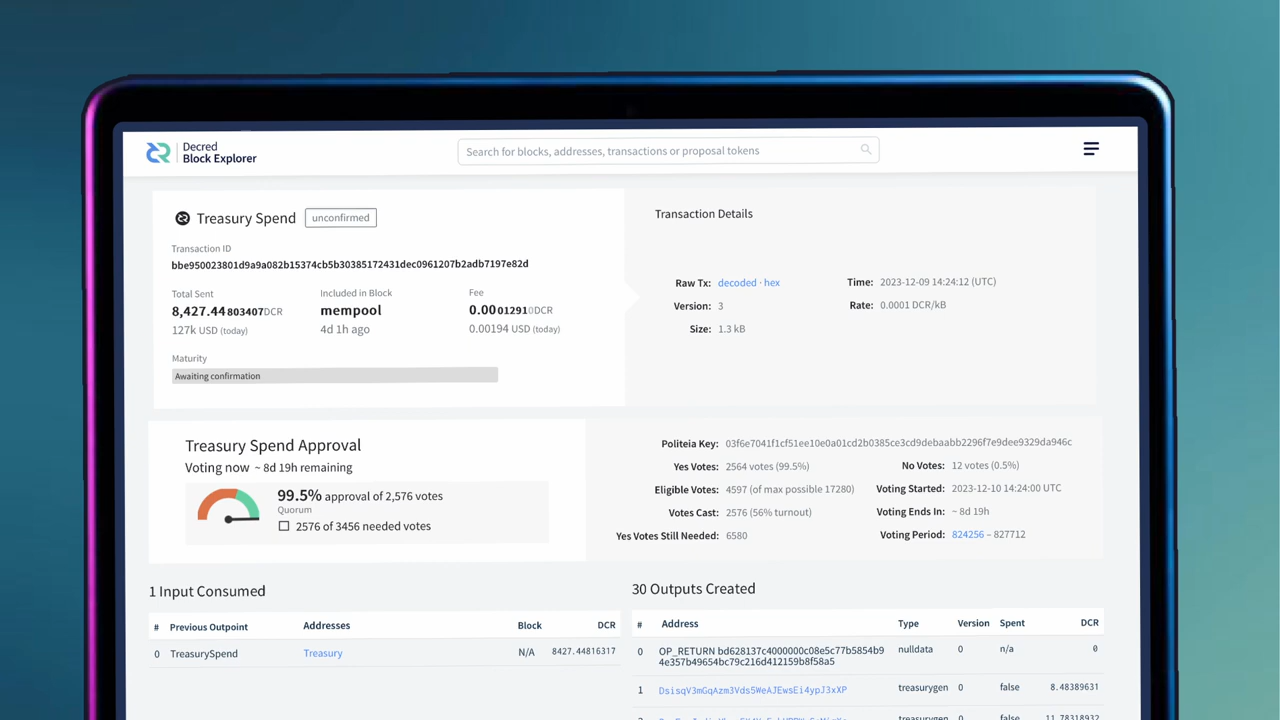 Decred
Block Explorer
Search for blocks, addresses, transactions or proposal tokens
Treasury Spend unconfirmed
Transaction ID
bbe950023801d9a9a082b15374cb5b30385172431dec0961207b2adb7197e82d
Total Sent Included in Block Fee
8,427.44803407DCR mempool 0.00012910DCR
127k USD (today) 4d 1h ago 0.00194 USD (today)
Maturity
Awaiting confirmation
Transaction Details
Raw Tx: decoded · hex Time: 2023-12-09 14:24:12 (UTC)
Version: 3 Rate: 0.0001 DCR/kB
Size: 1.3 kB
Treasury Spend Approval
Voting now ~ 8d 19h remaining
99.5% approval of 2,576 votes
Quorum
2576 of 3456 needed votes
Politeia Key: 03f6e7041f1cf51ee10e0a01cd2b0385ce3cd9debaabb2296f7e9dee9329da946c
Yes Votes: 2564 votes (99.5%) No Votes: 12 votes (0.5%)
Eligible Votes: 4597 (of max possible 17280) Voting Started: 2023-12-10 14:24:00 UTC
Votes Cast: 2576 (56% turnout) Voting Ends In: ~ 8d 19h
Yes Votes Still Needed: 6580 Voting Period: 824256 – 827712
1 Input Consumed
# Previous Outpoint Addresses Block DCR
0 TreasurySpend Treasury N/A 8427.44816317
30 Outputs Created
# Address Type Version Spent DCR
0 OP_RETURN bd628137c4000000c08e5c77b5854b9 nulldata 0 n/a 0
4e357b49654bc79c216d412159b8f58a5
1 DsisqV3mGqAzm3Vds5WeAJEwsEi4ypJ3xXP treasurygen 0 false 8.48389631
treasurygen 0 false 11.78318932